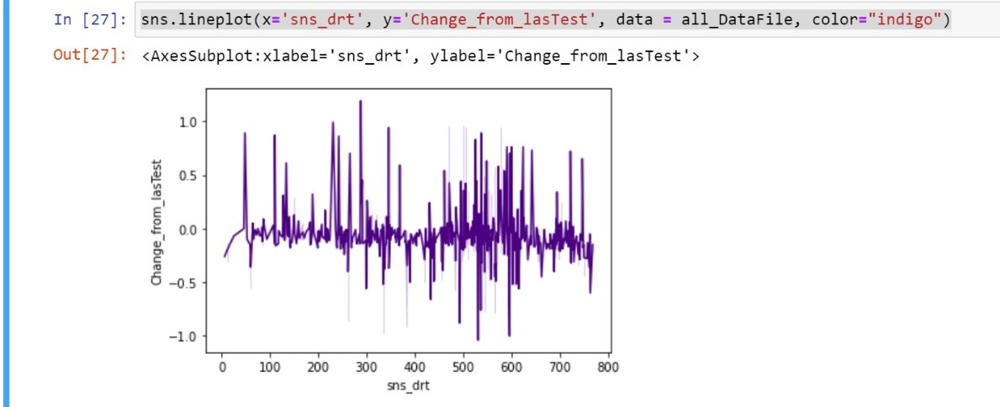 In [27]: sns.lineplot(x='sns_drt', y='Change_from_lasTest', data = all_DataFile, color="indigo")
Out[27]: <AxesSubplot:xlabel='sns_drt', ylabel='Change_from_lasTest'>
Change_from_lasTest
1.0
0.5
0.0
−0.5
−1.0
0 100 200 300 400 500 600 700 800
sns_drt